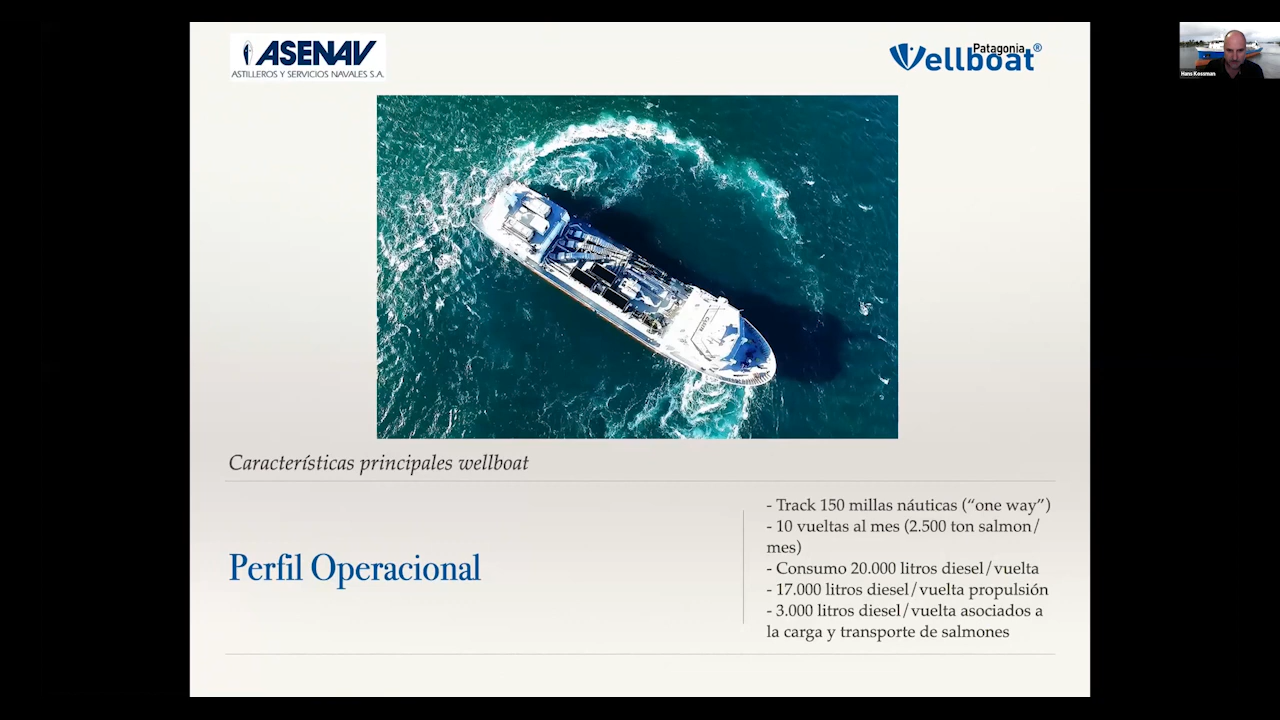 ASENAV
ASTILLEROS Y SERVICIOS NAVALES S.A.
Patagonia
Wellboat®
Hans Kossman
Características principales wellboat
Perfil Operacional
- Track 150 millas náuticas (“one way”)
- 10 vueltas al mes (2.500 ton salmon/
mes)
- Consumo 20.000 litros diesel/vuelta
- 17.000 litros diesel/vuelta propulsión
- 3.000 litros diesel/vuelta asociados a
la carga y transporte de salmones